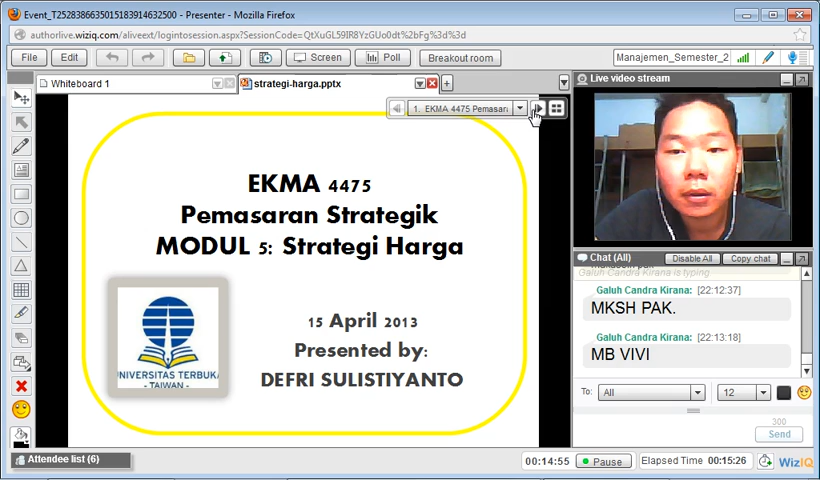 Event_T2528386635015183914632500 - Presenter - Mozilla Firefox
authorlive.wiziq.com/aliveext/logintosession.aspx?SessionCode=QtXuGL59IR8YzGUo0dt%2bFg%3d%3d
File
Edit
Screen
Poll
Breakout room
Manajemen_Semester_2
Whiteboard 1
strategi-harga.pptx
Live video stream
1. EKMA 4475 Pemasar
EKMA 4475
Pemasaran Strategik
MODUL 5: Strategi Harga
UNIVERSITAS TERBUKA
- TAIWAN -
15 April 2013
Presented by:
DEFRI SULISTIYANTO
Chat (All)
Disable All
Copy chat
Galuh Candra Kirana is typing
Galuh Candra Kirana: [22:12:37]
MKSH PAK.
Galuh Candra Kirana: [22:13:18]
MB VIVI
To:
All
12
300
Send
Attendee list (6)
00:14:55
Pause
Elapsed Time 00:15:26
WizIQ